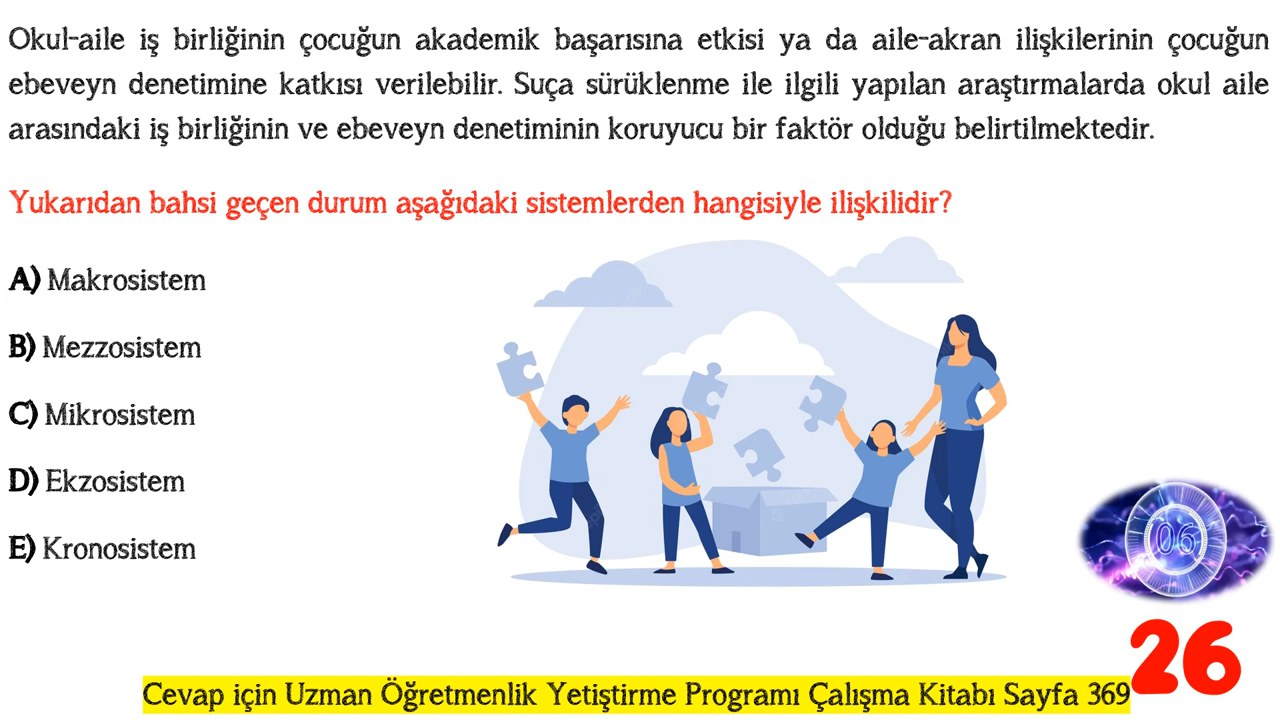 Okul-aile iş birliğinin çocuğun akademik başarısına etkisi ya da aile-akran ilişkilerinin çocuğun
ebeveyn denetimine katkısı verilebilir. Suça sürüklenme ile ilgili yapılan araştırmalarda okul aile
arasındaki iş birliğinin ve ebeveyn denetiminin koruyucu bir faktör olduğu belirtilmektedir.
Yukarıdan bahsi geçen durum aşağıdaki sistemlerden hangisiyle ilişkilidir?
A) Makrosistem
B) Mezzosistem
C) Mikrosistem
D) Ekzosistem
E) Kronosistem
06
26
Cevap için Uzman Öğretmenlik Yetiştirme Programı Çalışma Kitabı Sayfa 369